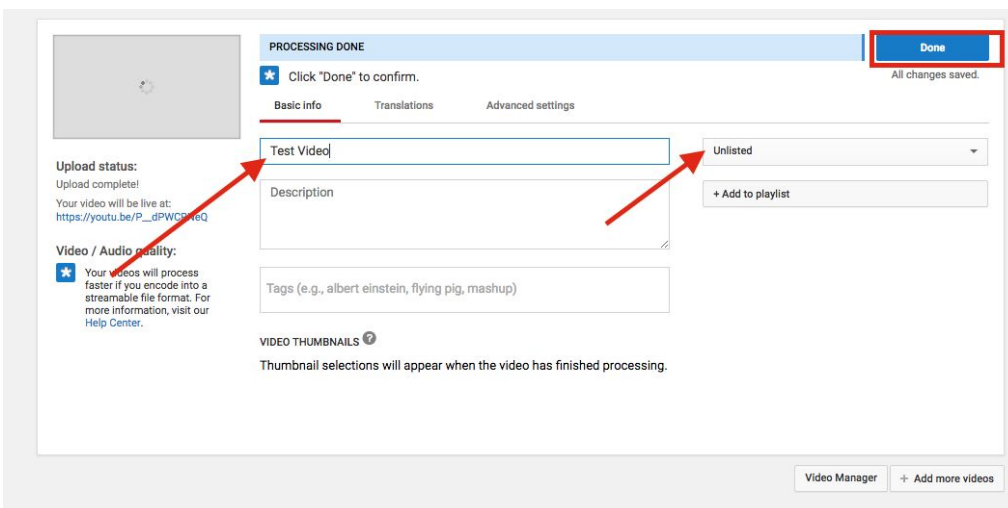 PROCESSING DONE
Done
Click "Done" to confirm.
All changes saved.
Basic info
Translations
Advanced settings
Test Video
Unlisted
Upload status:
Upload complete!
Description
+ Add to playlist
Your video will be live at:
Video / Audio quality:
Your videos will process
faster if you encode into a
streamable file format. For
more information, visit our
Help Center.
Tags (e.g., albert einstein, flying pig, mashup)
VIDEO THUMBNAILS ?
Thumbnail selections will appear when the video has finished processing.
Video Manager
+ Add more videos